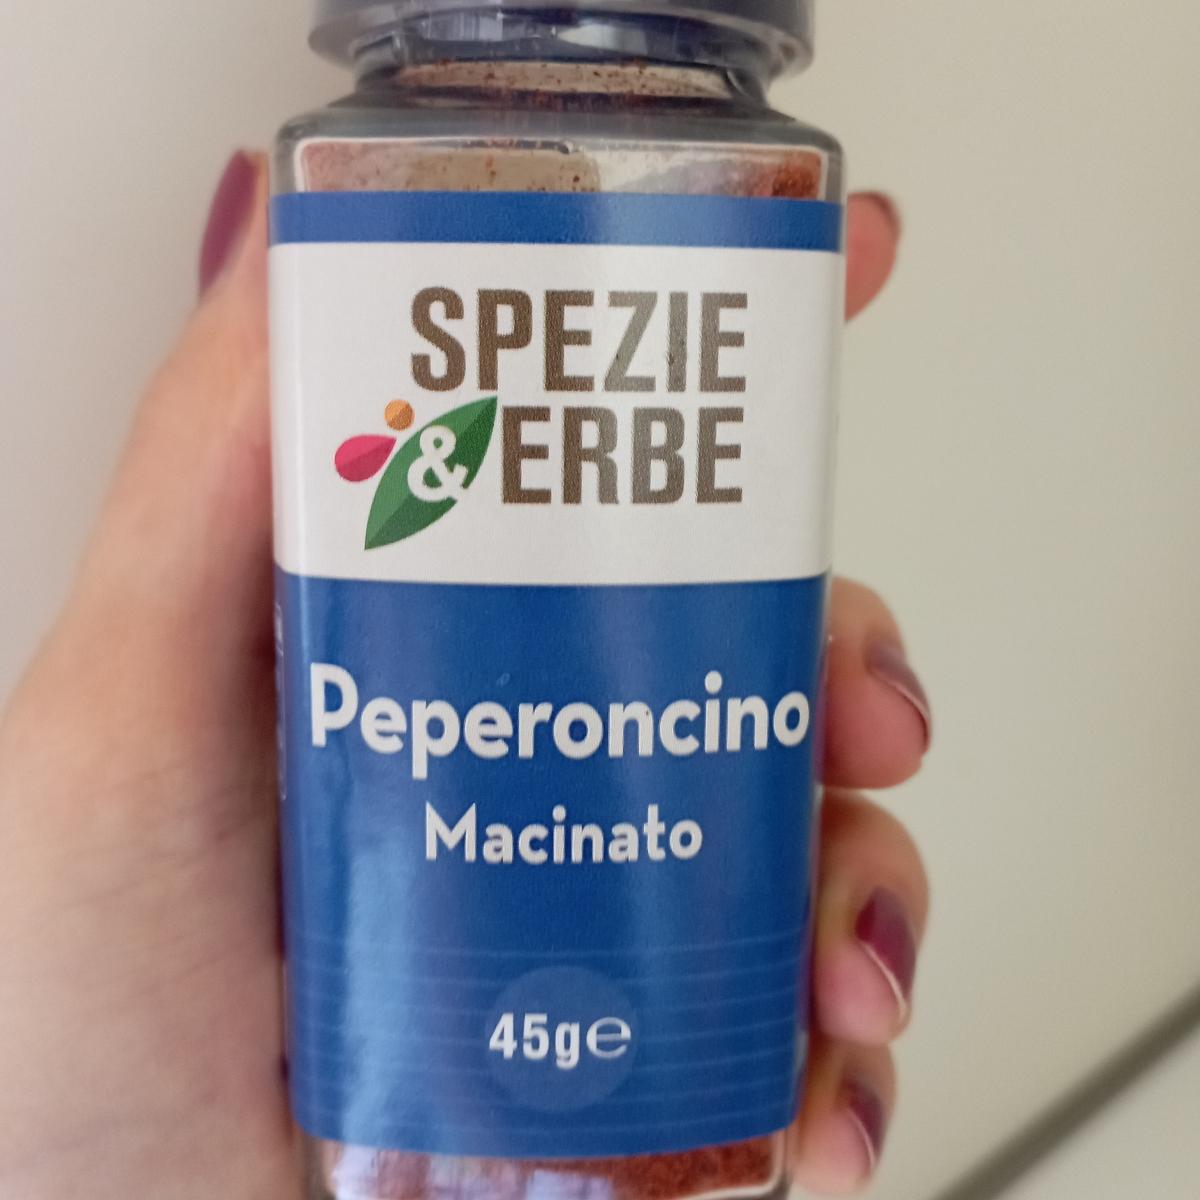 SPEZIE
& ERBE
Peperoncino
Macinato
45g℮